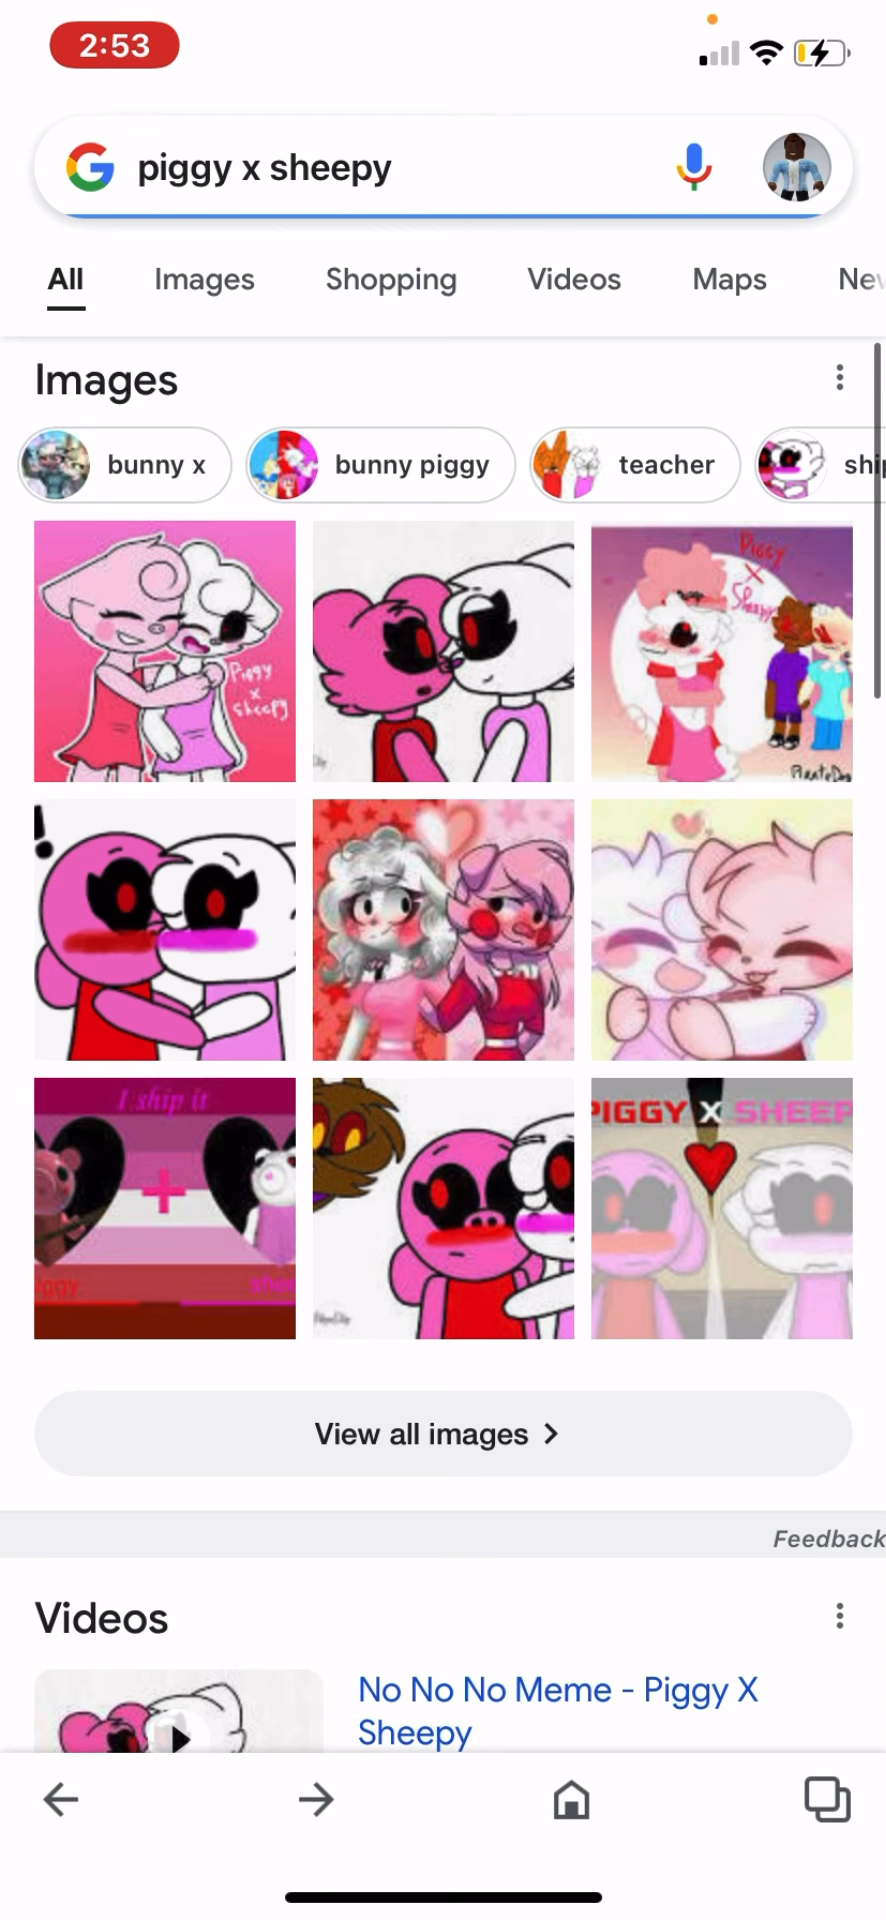 2:53
piggy x sheepy
All Images Shopping Videos Maps
Images
bunny x bunny piggy teacher
Piggy
x
Sheepy
Piggy
X
Sheepy
I ship it
PIGGY X SHEEP
View all images
Feedback
Videos
No No No Meme - Piggy X
Sheepy